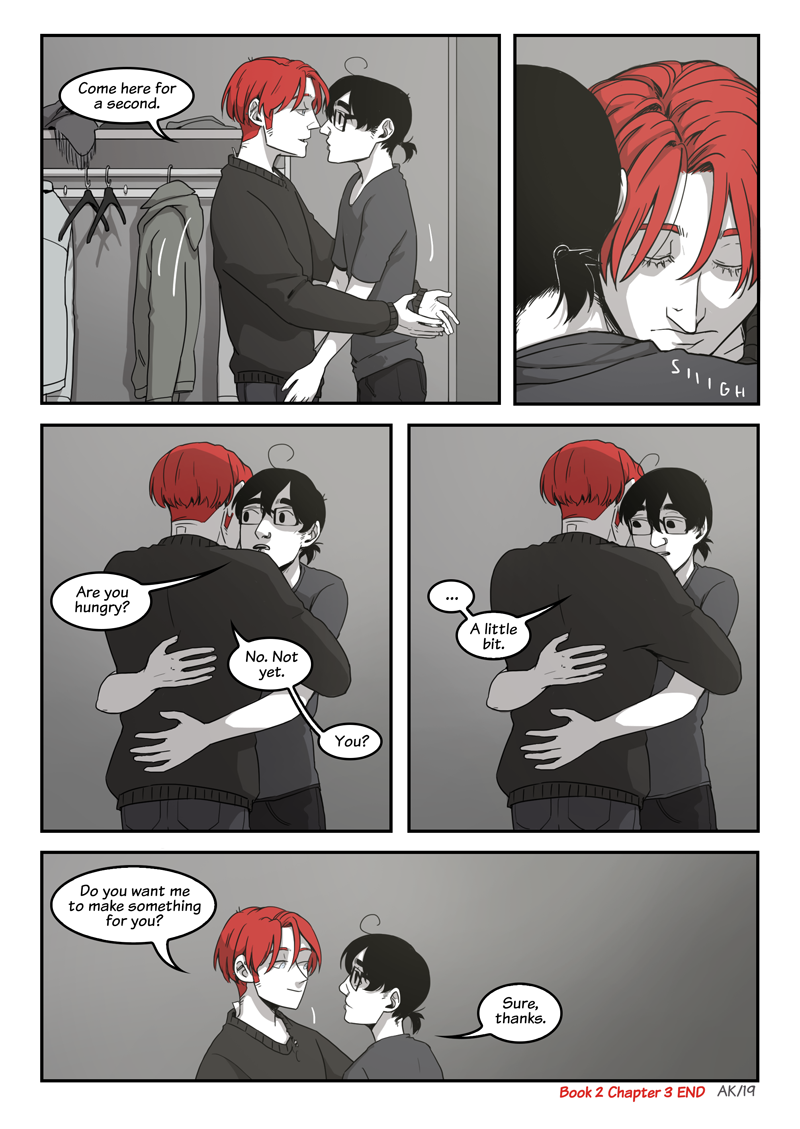 Come here for
a second.
SIIIGH
Are you
hungry?
No. Not
yet.
You?
...
A little
bit.
Do you want me
to make something
for you?
Sure,
thanks.
Book 2 Chapter 3 END AK/19